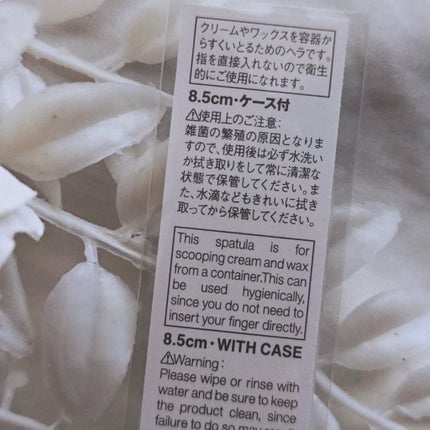 クリームやワックスを容器か
らすくいとるためのヘラです。
指を直接入れないので衛生
的にご使用になれます。
8.5cm・ケース付
⚠使用上のご注意:
雑菌の繁殖の原因となりま
すので、使用後は必ず水洗い
か拭き取りをして常に清潔な
状態で保管してください。ま
た、水滴などもきれいに拭き
取ってから保管してください。
This spatula is for
scooping cream and wax
from a container.This can
be used hygienically,
since you do not need to
insert your finger directly.
8.5cm・WITH CASE
⚠Warning:
Please wipe or rinse with
water and be sure to keep
the product clean, since
failure to do so may